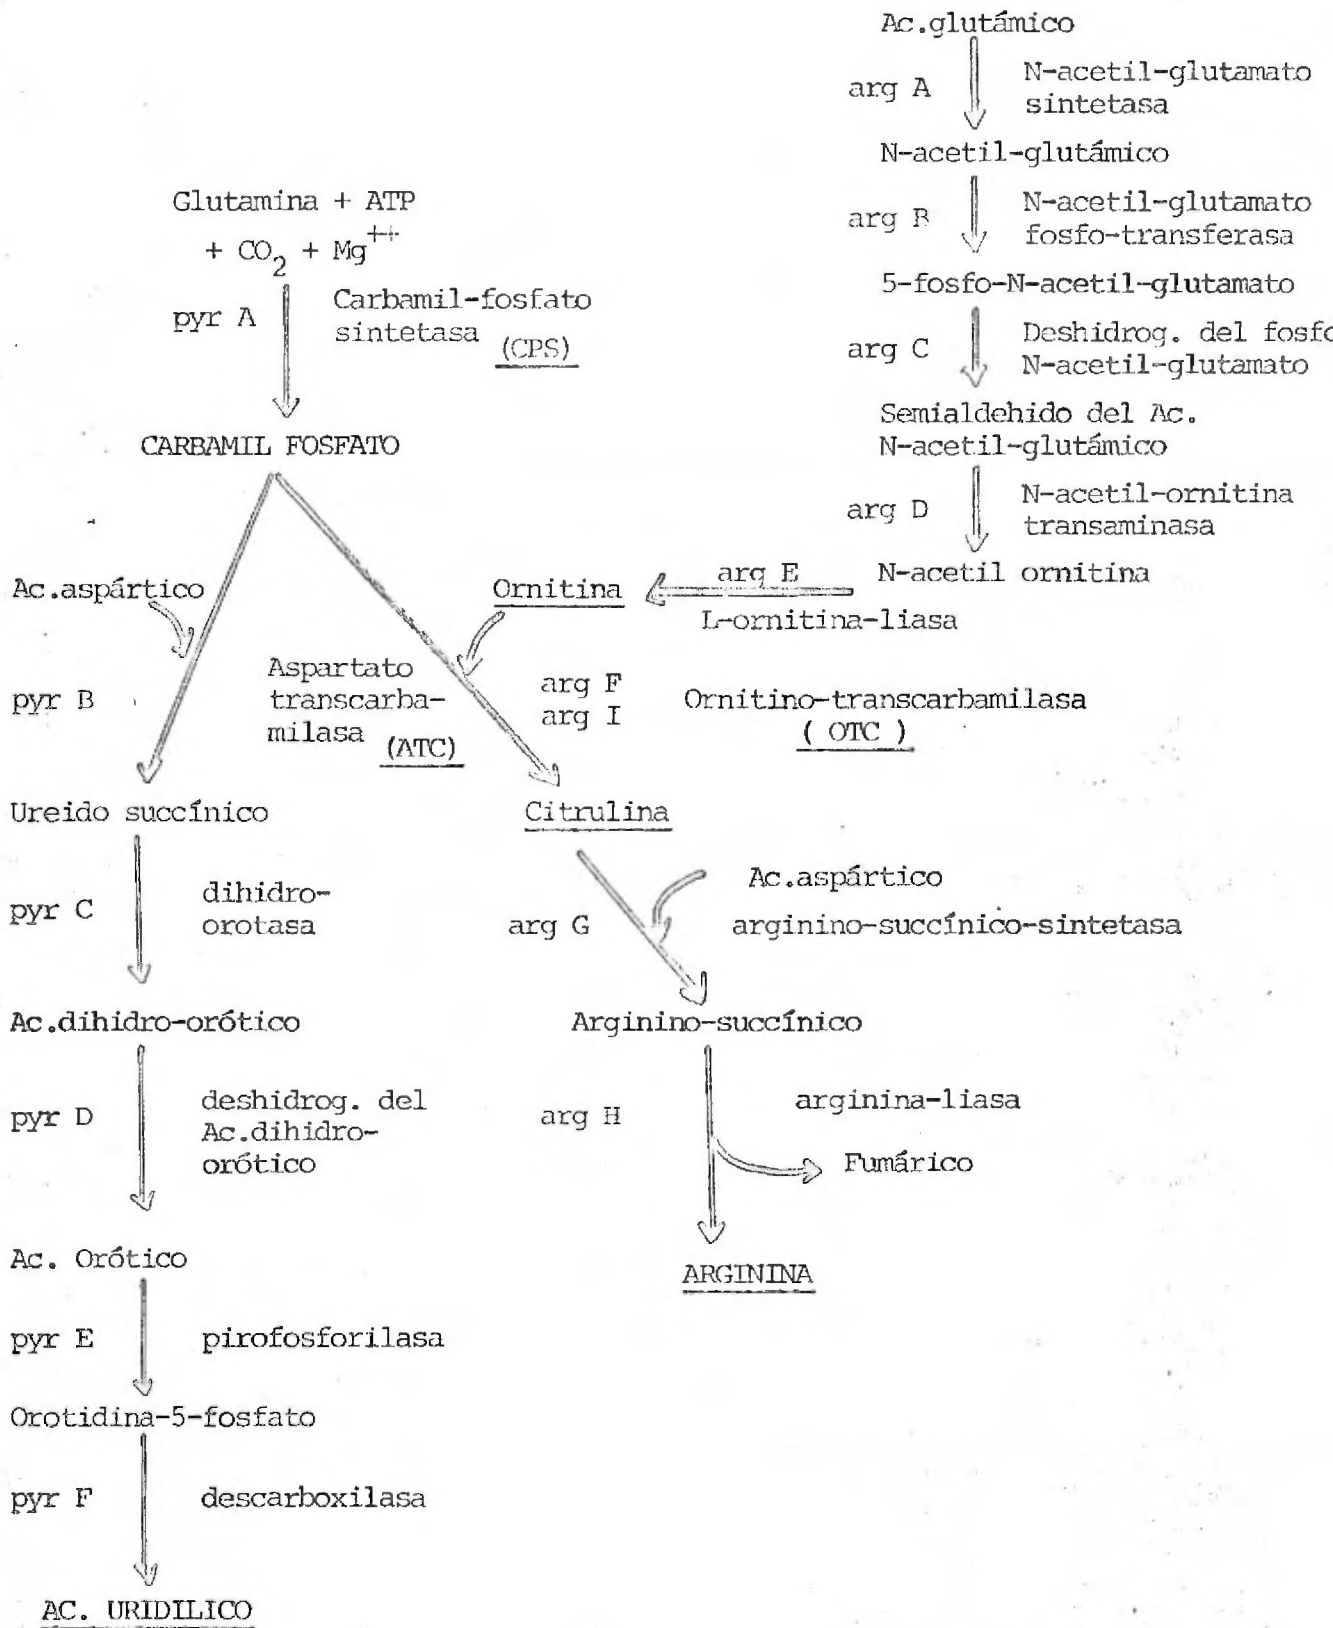 Ac.glutámico
arg A
N-acetil-glutamato
sintetasa
N-acetil-glutámico
arg B
N-acetil-glutamato
fosfo-transferasa
5-fosfo-N-acetil-glutamato
arg C
Deshidrog. del fosfo
N-acetil-glutamato
Semialdehido del Ac.
N-acetil-glutámico
arg D
N-acetil-ornitina
transaminasa
N-acetil ornitina
arg E
L-ornitina-liasa
Ornitina
Glutamina + ATP
+ CO2 + Mg++
pyr A
Carbamil-fosfato
sintetasa (CPS)
CARBAMIL FOSFATO
Ac.aspártico
pyr B
Aspartato
transcarba-
milasa (ATC)
arg F
arg I
Ornitino-transcarbamilasa
( OTC )
Ureido succínico
Citrulina
pyr C
dihidro-
orotasa
arg G
Ac.aspártico
arginino-succínico-sintetasa
Ac.dihidro-orótico
Arginino-succínico
pyr D
deshidrog. del
Ac.dihidro-
orótico
arg H
arginina-liasa
Fumárico
Ac. Orótico
ARGININA
pyr E
pirofosforilasa
Orotidina-5-fosfato
pyr F
descarboxilasa
AC. URIDILICO